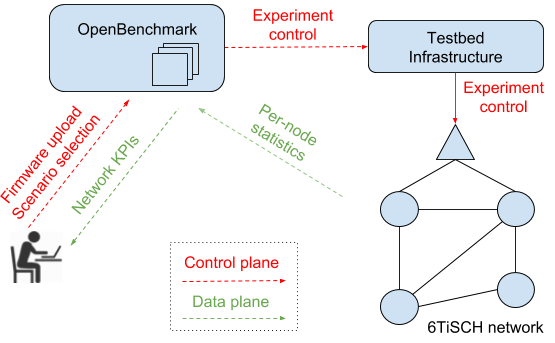 OpenBenchmark
Experiment
control
Testbed
Infrastructure
Experiment
control
Firmware upload
Scenario selection
Network KPIs
Per-node
statistics
Control plane
Data plane
6TiSCH network